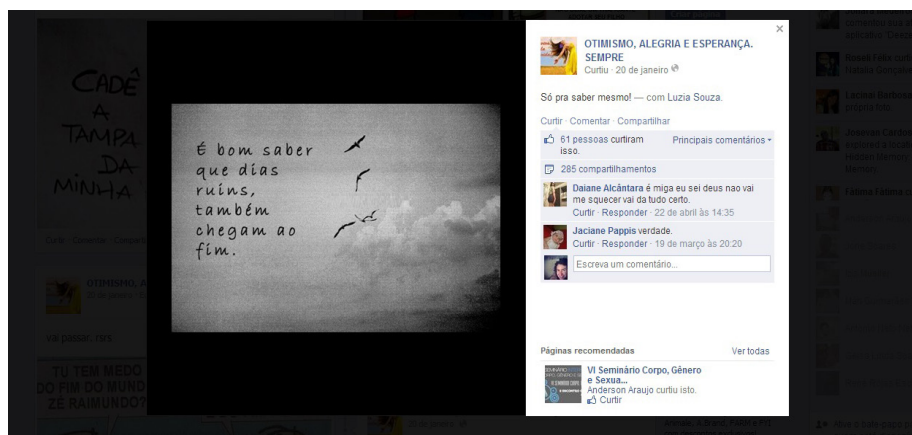 CADÊ
A
TAMPA
DA
MINHA
É bom saber
que dias
ruins,
também
chegam ao
fim.
OTIMISMO, ALEGRIA E ESPERANÇA.
SEMPRE
Curtiu · 20 de janeiro
Só pra saber mesmo! — com Luzia Souza.
Curtir · Comentar · Compartilhar
61 pessoas curtiram
isso.
Principais comentários
285 compartilhamentos
Daiane Alcântara é miga eu sei deus nao vai
me squecer vai da tudo certo.
Curtir · Responder · 22 de abril às 14:35
Jaciane Pappis verdade.
Curtir · Responder · 19 de março às 20:20
Escreva um comentário...
Páginas recomendadas
Ver todas
VI Seminário Corpo, Gênero
e Sexua...
Anderson Araujo curtiu isto.
Curtir
OTIMISMO, A
vai passar, rsrs
TU TEM MEDO
DO FIM DO MUNDO
ZÉ RAIMUNDO?